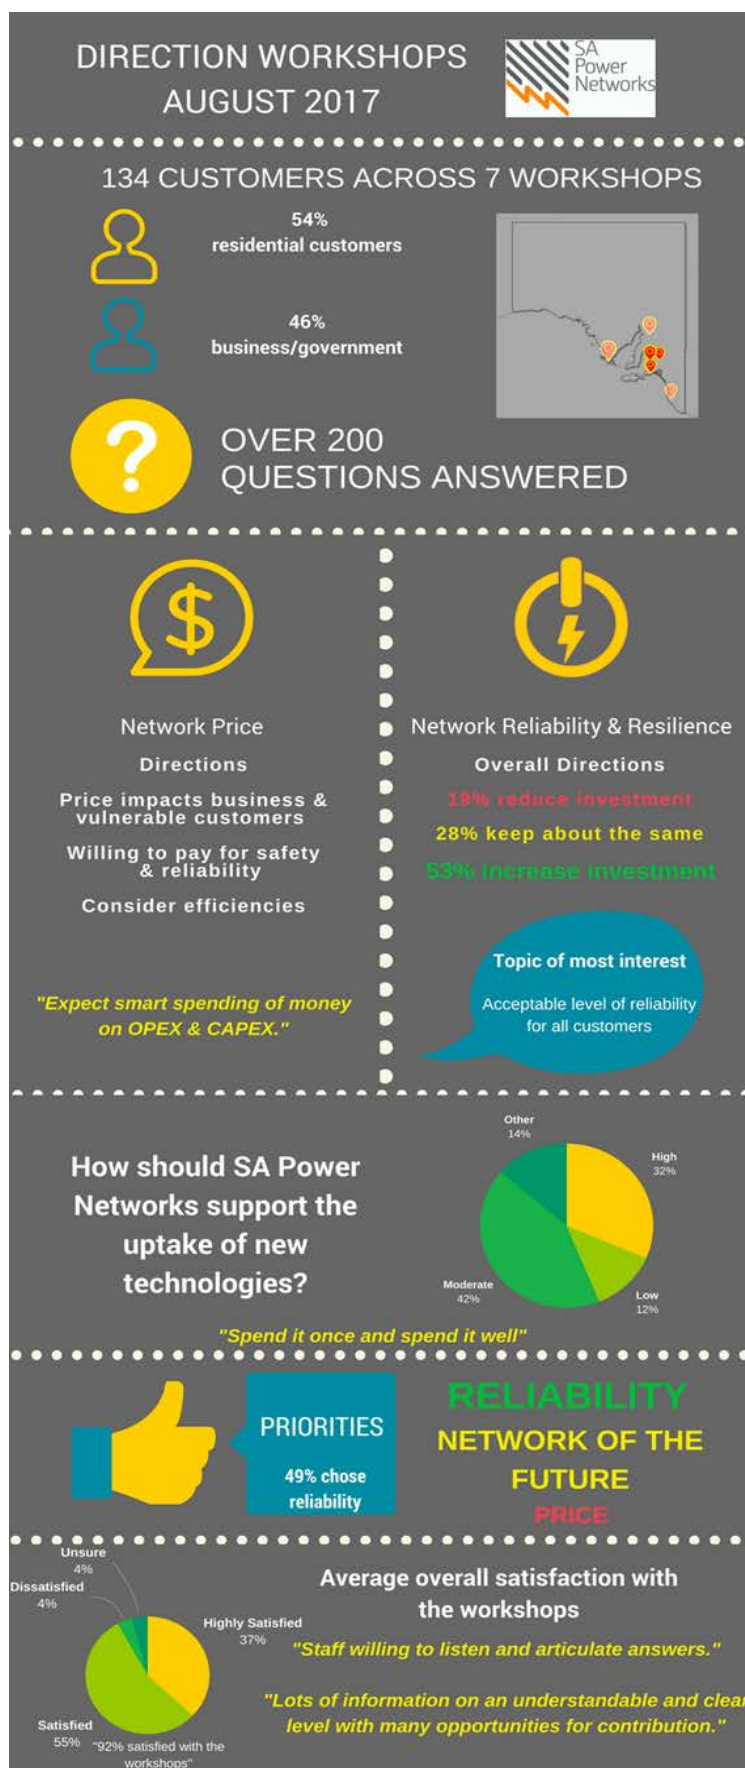 DIRECTION WORKSHOPS
AUGUST 2017
SA
Power
Networks
134 CUSTOMERS ACROSS 7 WORKSHOPS
54%
residential customers
46%
business/government
?
OVER 200
QUESTIONS ANSWERED
$
Network Price
Directions
Price impacts business &
vulnerable customers
Willing to pay for safety
& reliability
Consider efficiencies
"Expect smart spending of money
on OPEX & CAPEX."
Network Reliability & Resilience
Overall Directions
19% reduce investment
28% keep about the same
53% increase investment
Topic of most interest
Acceptable level of reliability
for all customers
How should SA Power
Networks support the
uptake of new
technologies?
Other
14%
High
32%
Moderate
42%
Low
12%
"Spend it once and spend it well"
PRIORITIES
49% chose
reliability
RELIABILITY
NETWORK OF THE
FUTURE
PRICE
Unsure
4%
Dissatisfied
4%
Highly Satisfied
37%
Satisfied
55%
"92% satisfied with the
workshops"
Average overall satisfaction with
the workshops
"Staff willing to listen and articulate answers."
"Lots of information on an understandable and clear
level with many opportunities for contribution."